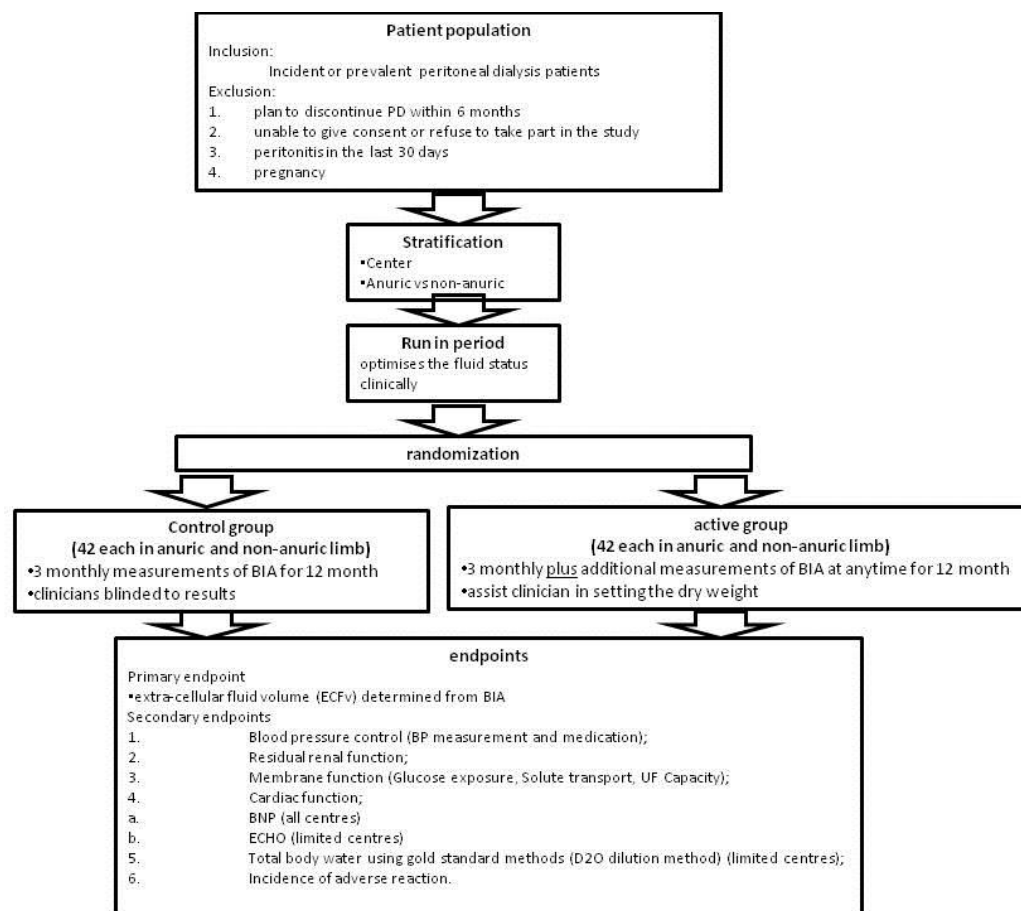 Patient population
Inclusion:
Incident or prevalent peritoneal dialysis patients
Exclusion:
1. plan to discontinue PD within 6 months
2. unable to give consent or refuse to take part in the study
3. peritonitis in the last 30 days
4. pregnancy
Stratification
•Center
•Anuric vs non-anuric
Run in period
optimises the fluid status
clinically
randomization
Control group
(42 each in anuric and non-anuric limb)
•3 monthly measurements of BIA for 12 month
•clinicians blinded to results
active group
(42 each in anuric and non-anuric limb)
•3 monthly plus additional measurements of BIA at anytime for 12 month
•assist clinician in setting the dry weight
endpoints
Primary endpoint
•extra-cellular fluid volume (ECFv) determined from BIA
Secondary endpoints
1. Blood pressure control (BP measurement and medication);
2. Residual renal function;
3. Membrane function (Glucose exposure, Solute transport, UF Capacity);
4. Cardiac function;
a. BNP (all centres)
b. ECHO (limited centres)
5. Total body water using gold standard methods (D2O dilution method) (limited centres);
6. Incidence of adverse reaction.